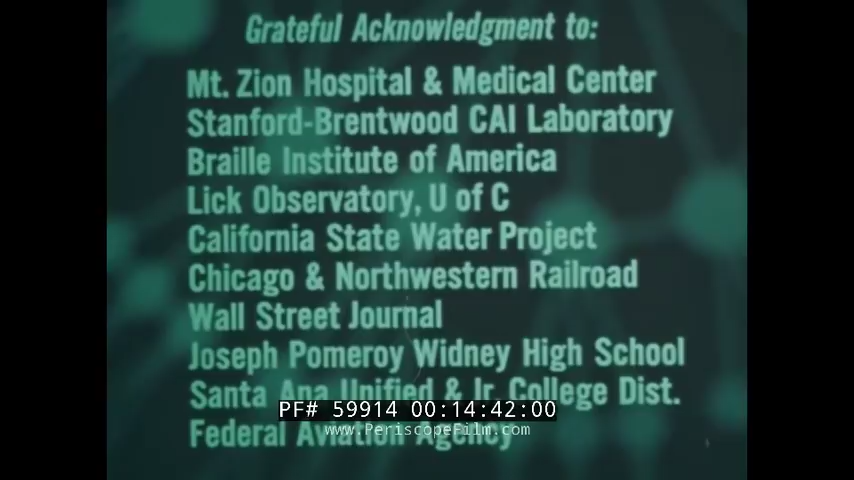 Grateful Acknowledgment to:
Mt. Zion Hospital & Medical Center
Stanford-Brentwood CAI Laboratory
Braille Institute of America
Lick Observatory, U of C
California State Water Project
Chicago & Northwestern Railroad
Wall Street Journal
Joseph Pomeroy Widney High School
Santa Ana Unified & Jr. College Dist.
PF# 59914 00:14:42:00
www.PeriscopeFilm.com
Federal Aviation Agency